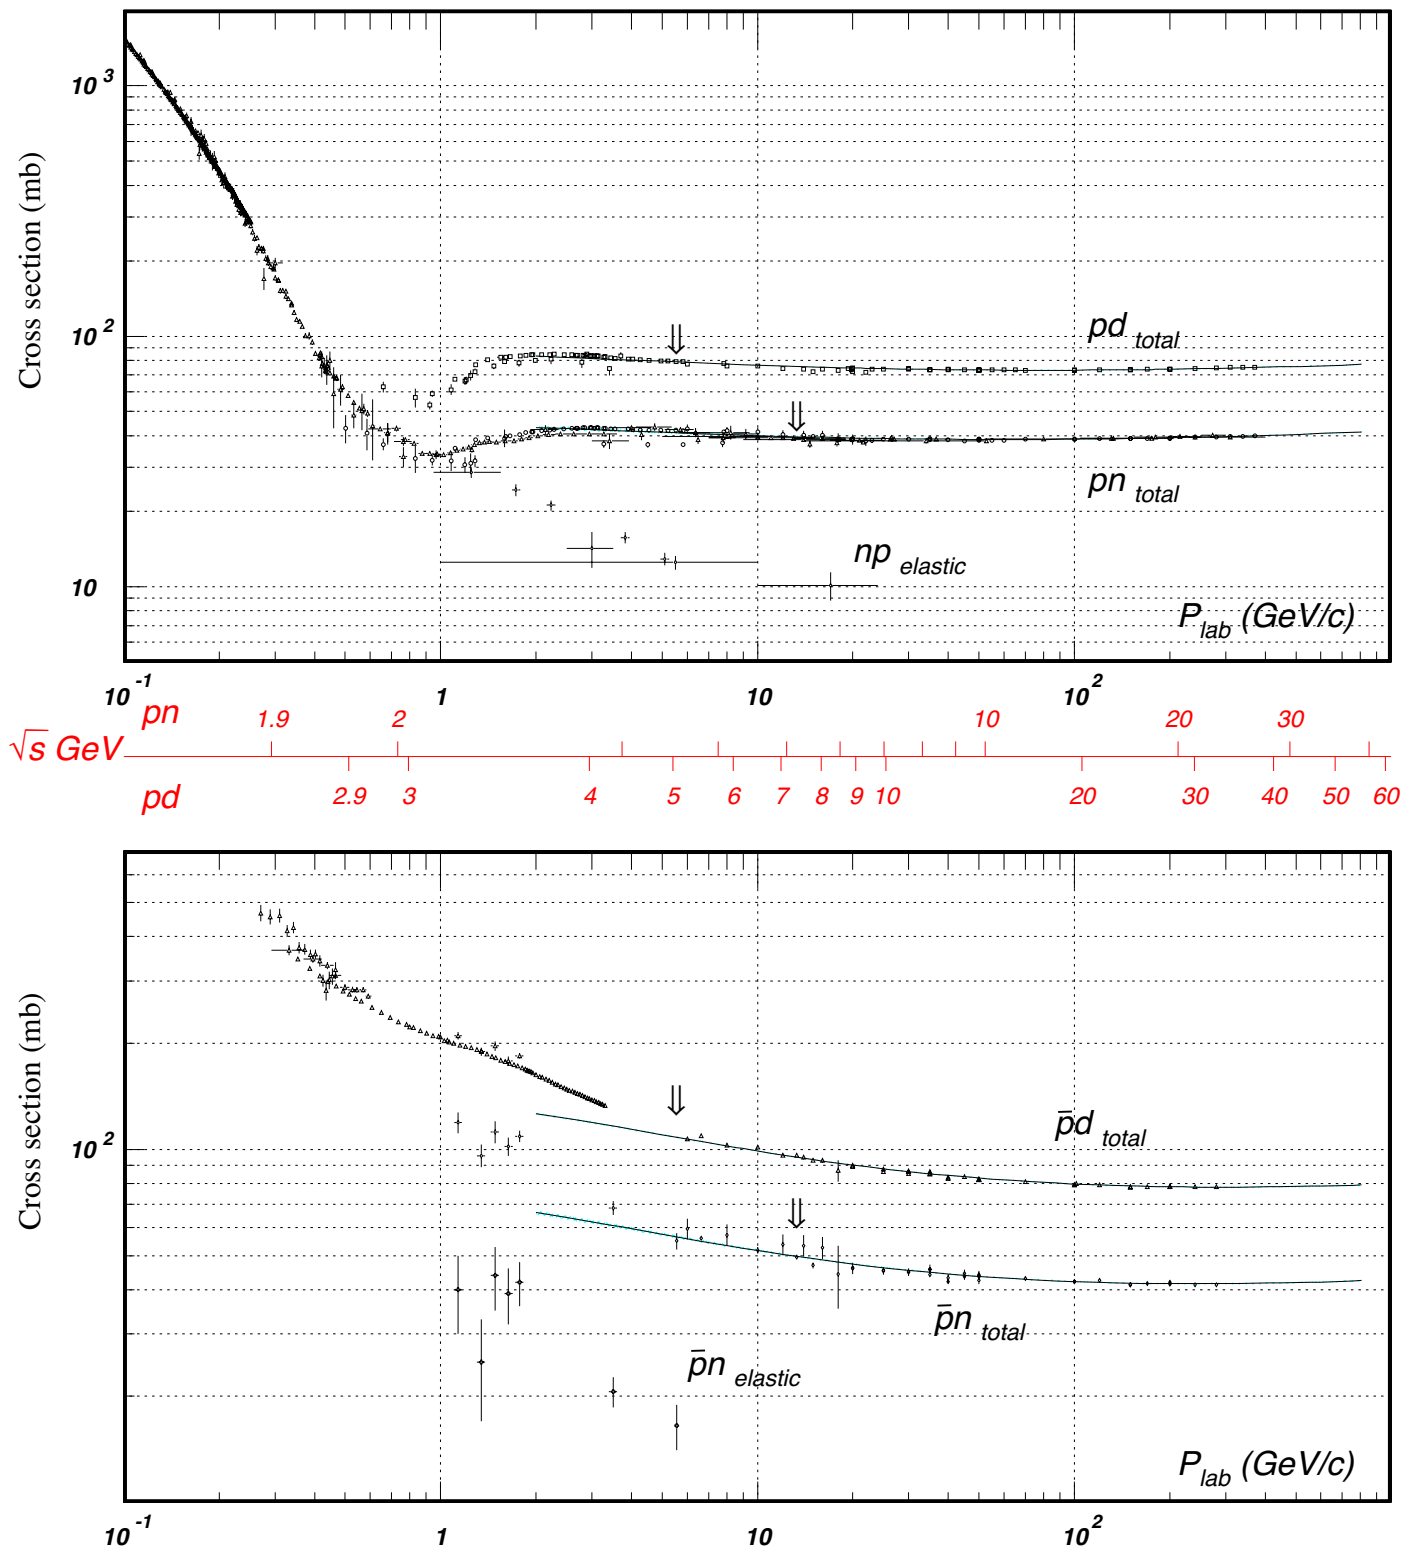 Cross section (mb)
10³
10²
10
pd total
pn total
np elastic
P lab (GeV/c)
10⁻¹ 1 10 10²
pn 1.9 2 10 20 30
√s GeV
pd 2.9 3 4 5 6 7 8 9 10 20 30 40 50 60
Cross section (mb)
10²
⇓
p̄d total
⇓
p̄n total
p̄n elastic
P lab (GeV/c)
10⁻¹ 1 10 10²